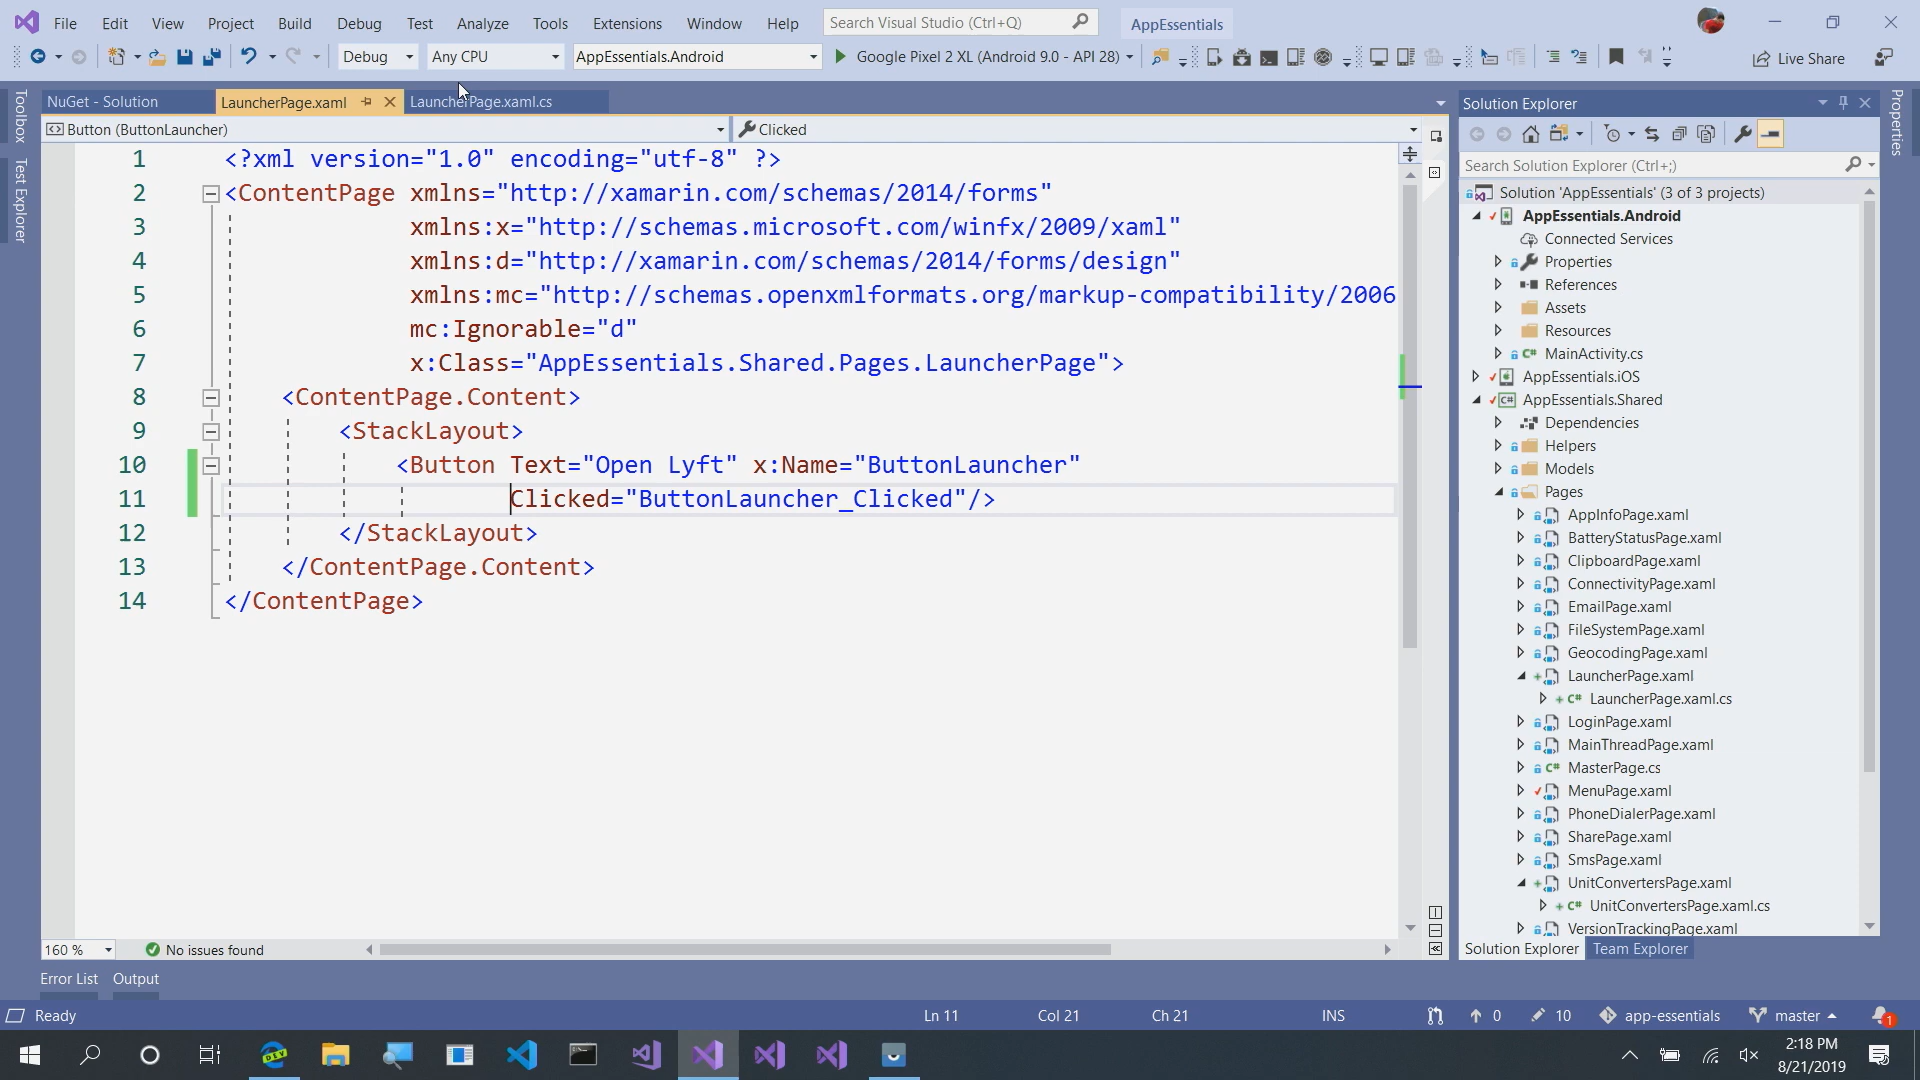 File Edit View Project Build Debug Test Analyze Tools Extensions Window Help Search Visual Studio (Ctrl+Q) AppEssentials
Debug Any CPU AppEssentials.Android Google Pixel 2 XL (Android 9.0 - API 28) Live Share
Toolbox
Test Explorer
NuGet - Solution LauncherPage.xaml LauncherPage.xaml.cs
Button (ButtonLauncher) Clicked
1 <?xml version="1.0" encoding="utf-8" ?>
2 <ContentPage xmlns="http://xamarin.com/schemas/2014/forms"
3 xmlns:x="http://schemas.microsoft.com/winfx/2009/xaml"
4 xmlns:d="http://xamarin.com/schemas/2014/forms/design"
5 xmlns:mc="http://schemas.openxmlformats.org/markup-compatibility/2006
6 mc:Ignorable="d"
7 x:Class="AppEssentials.Shared.Pages.LauncherPage">
8 <ContentPage.Content>
9 <StackLayout>
10 <Button Text="Open Lyft" x:Name="ButtonLauncher"
11 Clicked="ButtonLauncher_Clicked"/>
12 </StackLayout>
13 </ContentPage.Content>
14 </ContentPage>
160 % No issues found
Error List Output
Solution Explorer
Search Solution Explorer (Ctrl+;)
Solution 'AppEssentials' (3 of 3 projects)
AppEssentials.Android
Connected Services
Properties
References
Assets
Resources
C# MainActivity.cs
AppEssentials.iOS
C# AppEssentials.Shared
Dependencies
Helpers
Models
Pages
AppInfoPage.xaml
BatteryStatusPage.xaml
ClipboardPage.xaml
ConnectivityPage.xaml
EmailPage.xaml
FileSystemPage.xaml
GeocodingPage.xaml
LauncherPage.xaml
C# LauncherPage.xaml.cs
LoginPage.xaml
MainThreadPage.xaml
C# MasterPage.cs
MenuPage.xaml
PhoneDialerPage.xaml
SharePage.xaml
SmsPage.xaml
UnitConvertersPage.xaml
C# UnitConvertersPage.xaml.cs
VersionTrackingPage.xaml
Solution Explorer Team Explorer
Properties
Ready Ln 11 Col 21 Ch 21 INS 0 10 app-essentials master 1
DEV
2:18 PM
8/21/2019